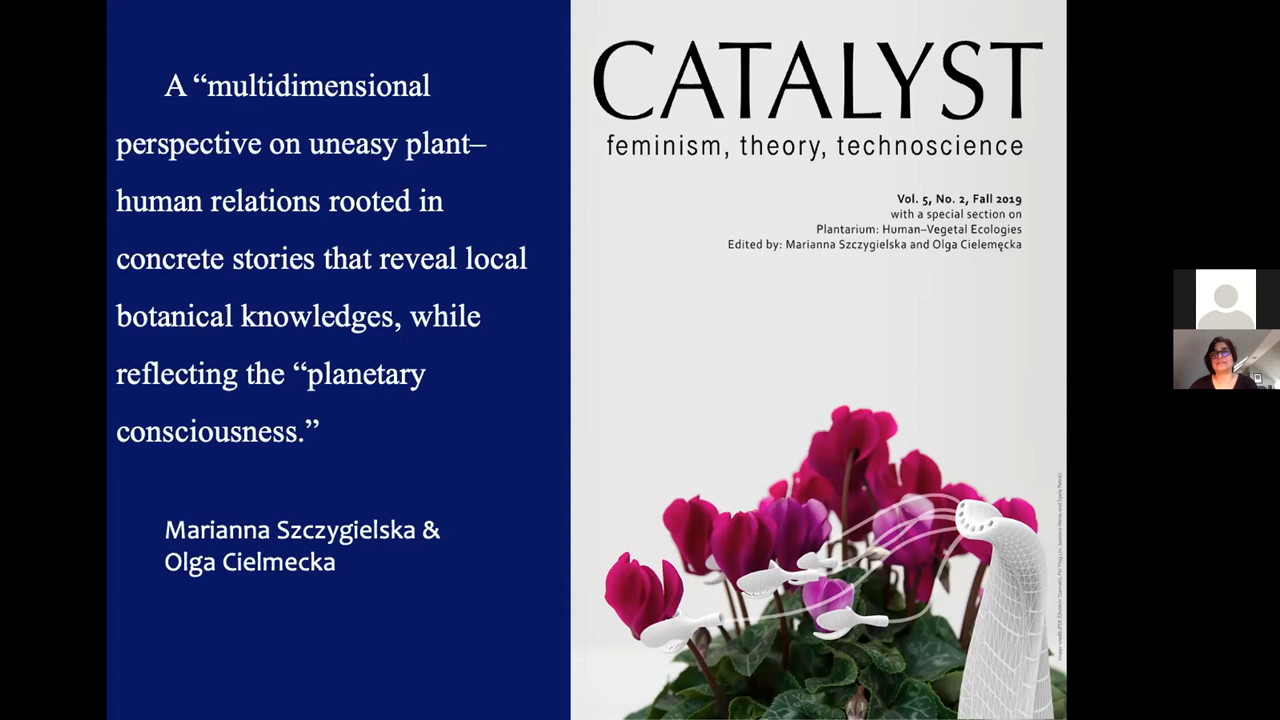 A “multidimensional
perspective on uneasy plant–
human relations rooted in
concrete stories that reveal local
botanical knowledges, while
reflecting the “planetary
consciousness.”
Marianna Szczygielska &
Olga Cielmecka
CATALYST
feminism, theory, technoscience
Vol. 5, No. 2, Fall 2019
with a special section on
Plantarium: Human–Vegetal Ecologies
Edited by: Marianna Szczygielska and Olga Cielemęcka